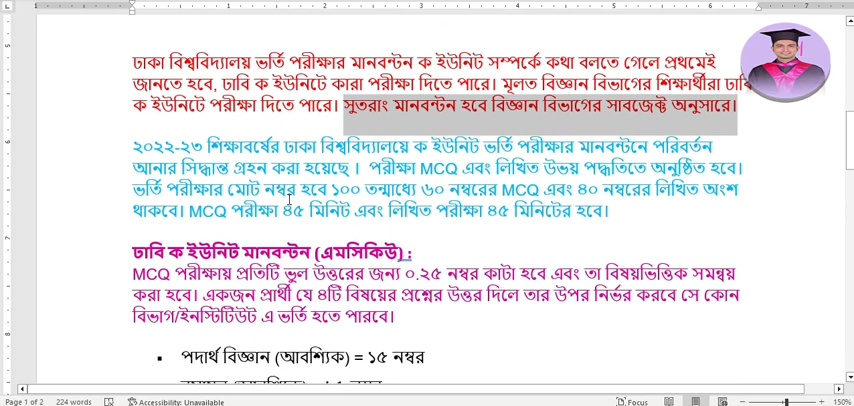 ঢাকা বিশ্ববিদ্যালয় ভর্তি পরীক্ষার মানবন্টন ক ইউনিট সম্পর্কে কথা বলতে গেলে প্রথমেই
জানতে হবে, ঢাবি ক ইউনিটে কারা পরীক্ষা দিতে পারে। মূলত বিজ্ঞান বিভাগের শিক্ষার্থীরা ঢাবি
ক ইউনিটে পরীক্ষা দিতে পারে। সুতরাং মানবন্টন হবে বিজ্ঞান বিভাগের সাবজেক্ট অনুসারে।
২০২২-২৩ শিক্ষাবর্ষের ঢাকা বিশ্ববিদ্যালয়ে ক ইউনিট ভর্তি পরীক্ষার মানবন্টনে পরিবর্তন
আনার সিদ্ধান্ত গ্রহন করা হয়েছে । পরীক্ষা MCQ এবং লিখিত উভয় পদ্ধতিতে অনুষ্ঠিত হবে।
ভর্তি পরীক্ষার মোট নম্বর হবে ১০০ তন্মাধ্যে ৬০ নম্বরের MCQ এবং ৪০ নম্বরের লিখিত অংশ
থাকবে। MCQ পরীক্ষা ৪৫ মিনিট এবং লিখিত পরীক্ষা ৪৫ মিনিটের হবে।
ঢাবি ক ইউনিট মানবন্টন (এমসিকিউ) :
MCQ পরীক্ষায় প্রতিটি ভুল উত্তরের জন্য ০.২৫ নম্বর কাটা হবে এবং তা বিষয়ভিত্তিক সমন্বয়
করা হবে। একজন প্রার্থী যে ৪টি বিষয়ের প্রশ্নের উত্তর দিলে তার উপর নির্ভর করবে সে কোন
বিভাগ/ইনস্টিটিউট এ ভর্তি হতে পারবে।
▪ পদার্থ বিজ্ঞান (আবশ্যিক) = ১৫ নম্বর
Page 1 of 2 224 words Accessibility: Unavailable Focus 150%